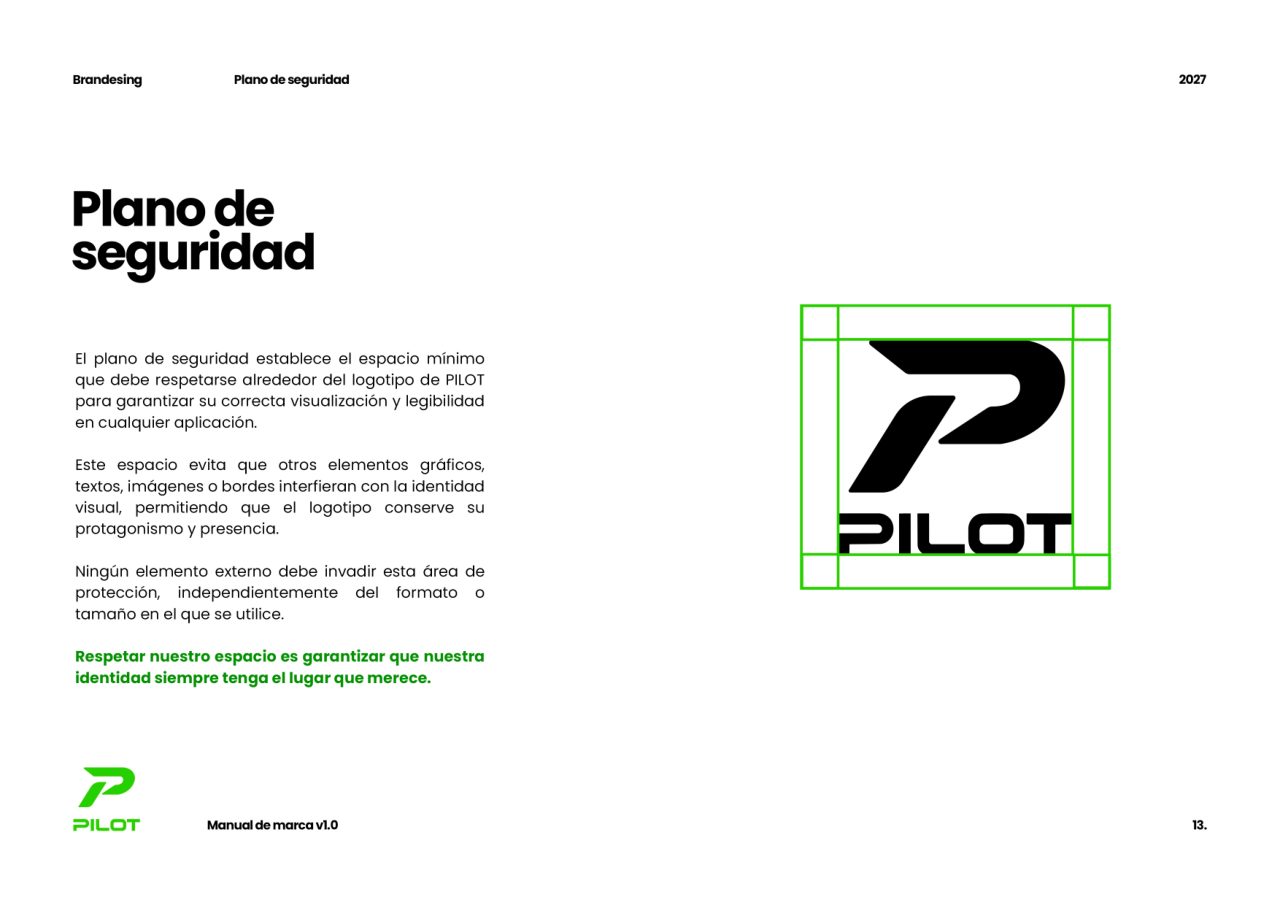 Brandesing
Plano de seguridad
2027
Plano de
seguridad
El plano de seguridad establece el espacio mínimo
que debe respetarse alrededor del logotipo de PILOT
para garantizar su correcta visualización y legibilidad
en cualquier aplicación.
Este espacio evita que otros elementos gráficos,
textos, imágenes o bordes interfieran con la identidad
visual, permitiendo que el logotipo conserve su
protagonismo y presencia.
Ningún elemento externo debe invadir esta área de
protección, independientemente del formato o
tamaño en el que se utilice.
Respetar nuestro espacio es garantizar que nuestra
identidad siempre tenga el lugar que merece.
PILOT
PILOT
Manual de marca v1.0
13.